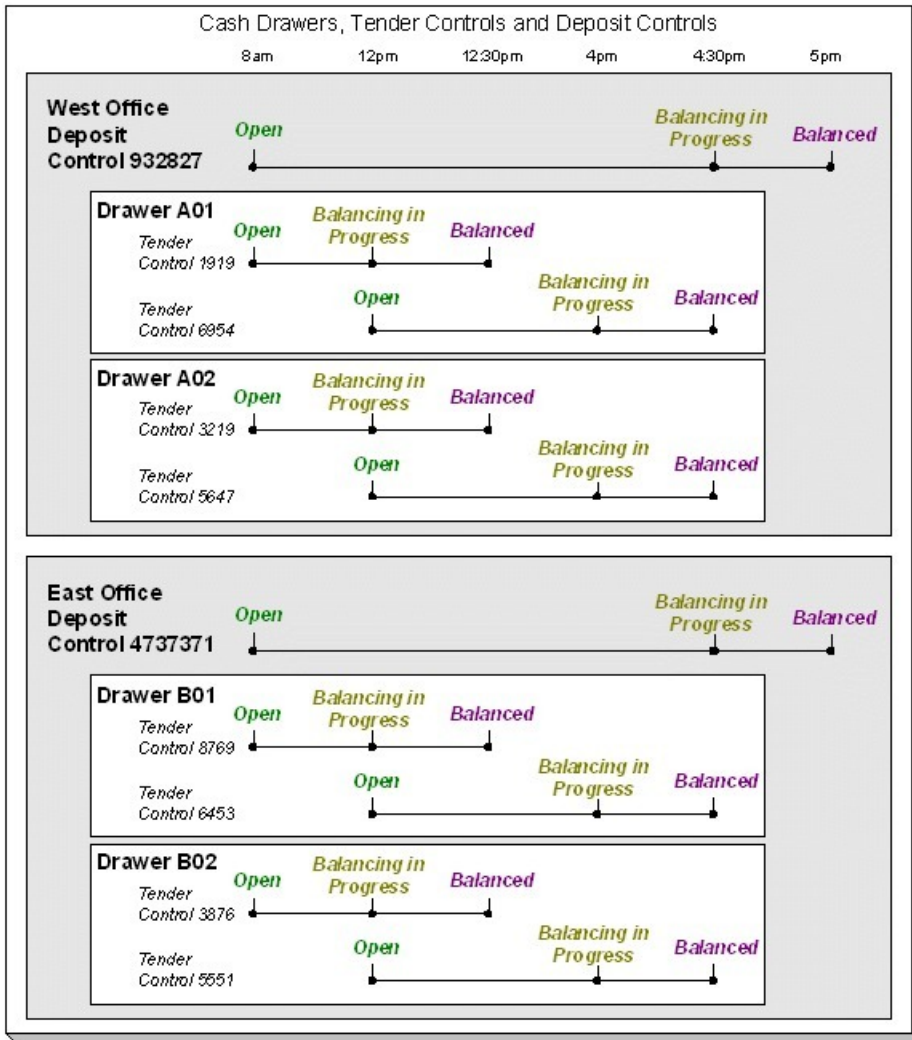 Cash Drawers, Tender Controls and Deposit Controls
8am 12pm 12:30pm 4pm 4:30pm 5pm
West Office
Deposit
Control 932827
Open
Balancing in
Progress
Balanced
Drawer A01
Tender
Control 1919
Open
Balancing in
Progress
Balanced
Tender
Control 6954
Open
Balancing in
Progress
Balanced
Drawer A02
Tender
Control 3219
Open
Balancing in
Progress
Balanced
Tender
Control 5647
Open
Balancing in
Progress
Balanced
East Office
Deposit
Control 4737371
Open
Balancing in
Progress
Balanced
Drawer B01
Tender
Control 8769
Open
Balancing in
Progress
Balanced
Tender
Control 6453
Open
Balancing in
Progress
Balanced
Drawer B02
Tender
Control 3876
Open
Balancing in
Progress
Balanced
Tender
Control 5551
Open
Balancing in
Progress
Balanced